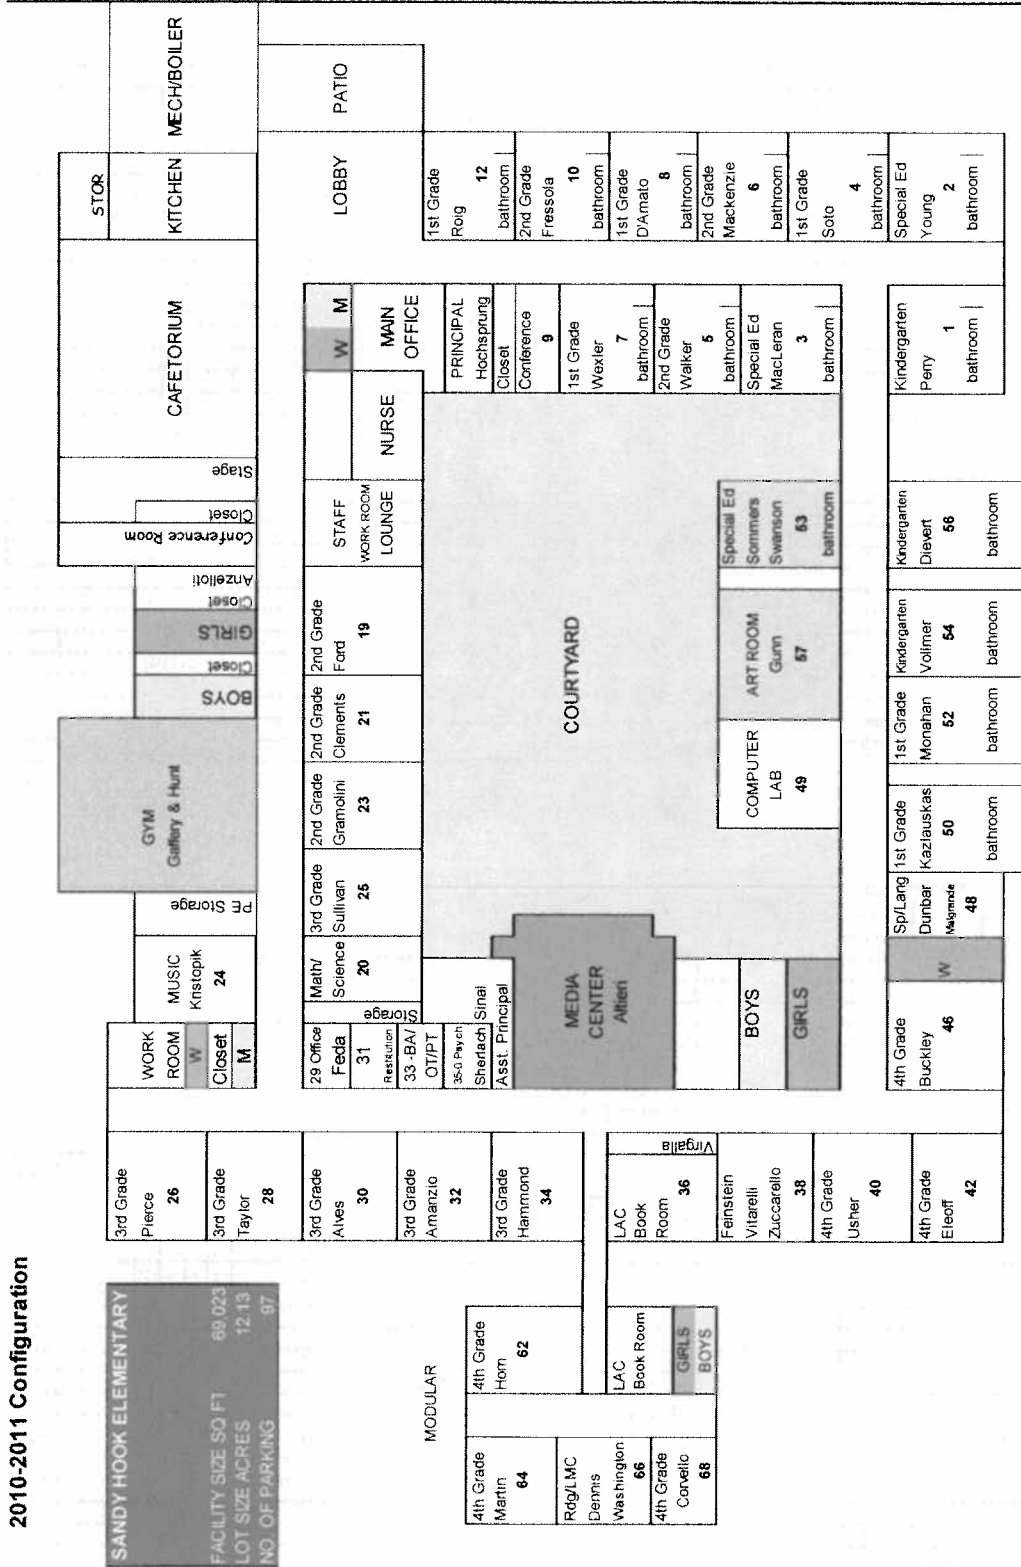 2010-2011 Configuration
SANDY HOOK ELEMENTARY
FACILITY SIZE SQ FT 69,023
LOT SIZE ACRES 12.13
NO. OF PARKING 97
3rd Grade
Pierce
26
3rd Grade
Taylor
28
3rd Grade
Alves
30
3rd Grade
Amanzio
32
3rd Grade
Hammond
34
LAC
Book
Room
36
Virgalla
Feinstein
Vitarelli
Zuccarello
38
4th Grade
Usher
40
4th Grade
Eleoff
42
MODULAR
4th Grade
Horn
62
LAC
Book Room
GIRLS
BOYS
4th Grade
Martin
64
Rdg/LMC
Dennis
Washington
66
4th Grade
Corvello
68
WORK
ROOM
W
Closet
M
MUSIC
Kristopik
24
PE Storage
GYM
Gaffery & Hunt
BOYS
Closet
GIRLS
Closet
Anzelloti
Conference Room
Closet
Stage
CAFETORIUM
STOR
KITCHEN
MECH/BOILER
29 Office
Feda
31
Restitution
33 -BA/
OT/PT
35-G Psych
Sherlach Sinal
Asst. Principal
Storage
Math/
Science
20
3rd Grade
Sullivan
25
2nd Grade
Gramolini
23
2nd Grade
Clements
21
2nd Grade
Ford
19
STAFF
WORK ROOM
LOUNGE
NURSE
W
M
MAIN
OFFICE
LOBBY
PATIO
PRINCIPAL
Hochsprung
Closet
Conference
9
1st Grade
Wexler
7
bathroom
2nd Grade
Walker
5
bathroom
Special Ed
MacLeran
3
bathroom
1st Grade
Roig
12
bathroom
2nd Grade
Fressola
10
bathroom
1st Grade
D'Amato
8
bathroom
2nd Grade
Mackenzie
6
bathroom
1st Grade
Soto
4
bathroom
Special Ed
Young
2
bathroom
COURTYARD
MEDIA
CENTER
Altieri
BOYS
GIRLS
COMPUTER
LAB
49
ART ROOM
Gunn
57
Special Ed
Sommers
Swanson
53
bathroom
4th Grade
Buckley
46
W
Sp/Lang
Dunbar
Malgrande
48
1st Grade
Kazlauskas
50
bathroom
1st Grade
Monahan
52
bathroom
Kindergarten
Vollmer
54
bathroom
Kindergarten
Dievert
56
bathroom
Kindergarten
Perry
1
bathroom